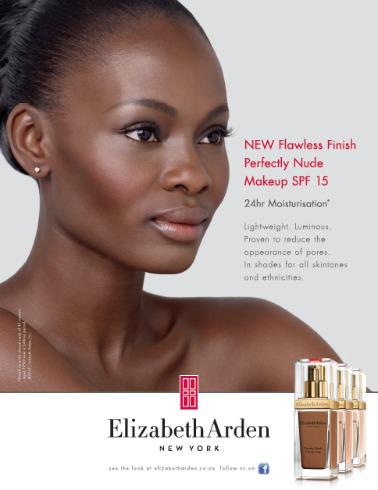 NEW Flawless Finish
Perfectly Nude
Makeup SPF 15
24hr Moisturisation*
Lightweight. Luminous.
Proven to reduce the
appearance of pores.
In shades for all skintones
and ethnicities.
Elizabeth Arden
NEW YORK
see the look at elizabetharden.co.za follow us on f